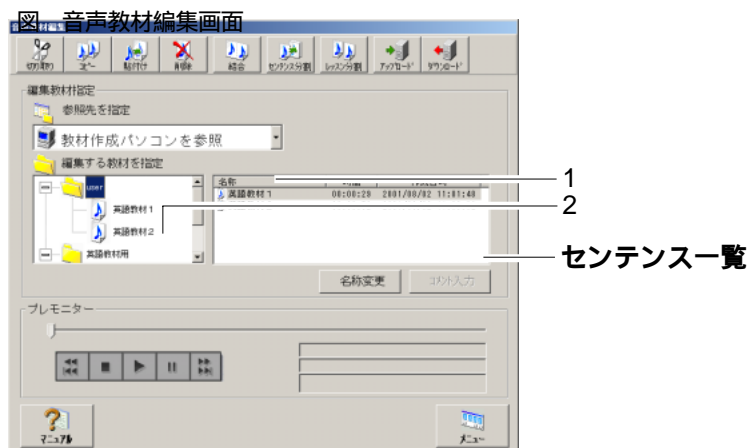 図　音声教材編集画面
切り取り コピー 貼付け 削除 結合 センテンス分割 レッスン分割 アップロード ダウンロード
編集教材指定
参照先を指定
教材作成パソコンを参照
編集する教材を指定
user
英語教材１
英語教材２
英語教材用
名称
英語教材１ 00:00:28 2001/08/02 11:01:48
1
2
センテンス一覧
名称変更 コメント入力
プレモニター
マニュアル メニュー